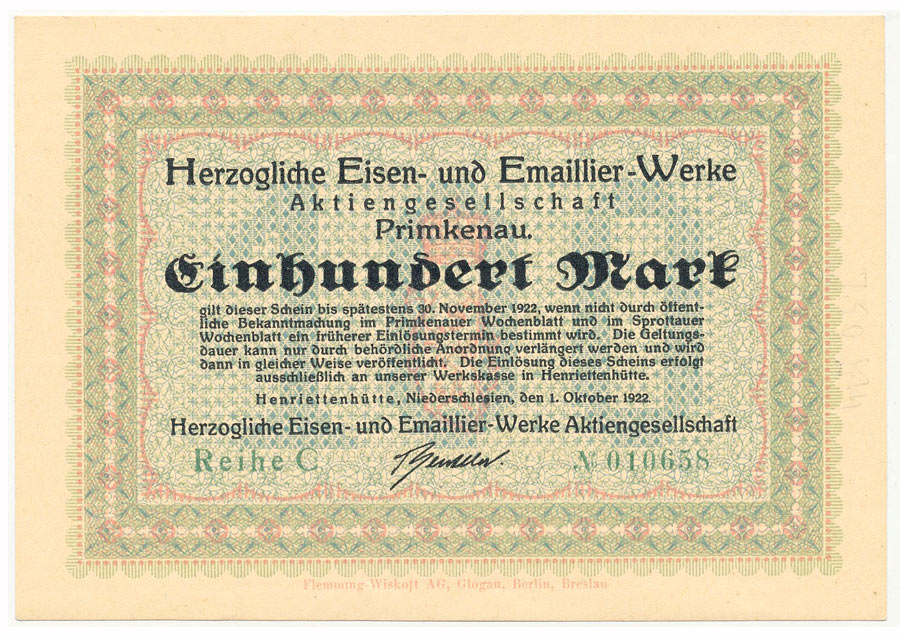 Herzogliche Eisen- und Emaillier-Werke
Aktiengesellschaft
Primkenau.
Einhundert Mark
gilt dieser Schein bis spätestens 30. November 1922, wenn nicht durch öffent-
liche Bekanntmachung im Primkenauer Wochenblatt und im Sprottauer
Wochenblatt ein früherer Einlösungstermin bestimmt wird. Die Geltungs-
dauer kann nur durch behördliche Anordnung verlängert werden und wird
dann in gleicher Weise veröffentlicht. Die Einlösung dieses Scheins erfolgt
ausschließlich an unserer Werkskasse in Henriettenhütte.
Henriettenhütte, Niederschlesien, den 1. Oktober 1922.
Herzogliche Eisen- und Emaillier-Werke Aktiengesellschaft
Reihe C № 010658
Flemming-Wiskott AG, Glogau, Berlin, Breslau